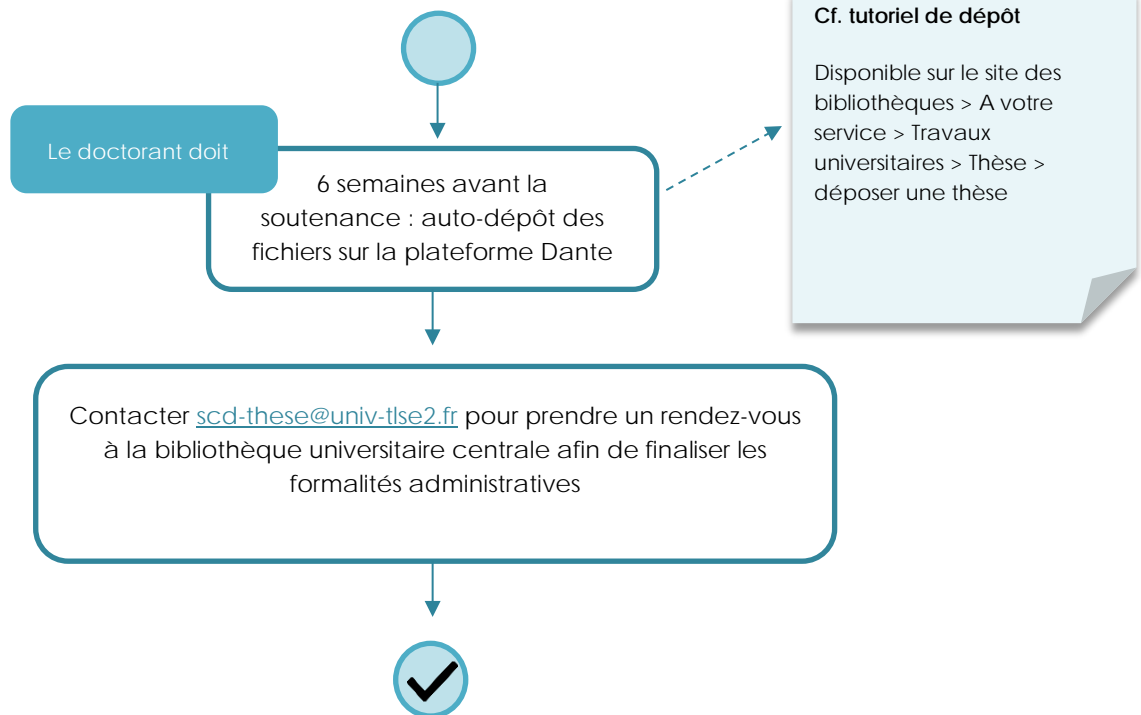 Le doctorant doit
6 semaines avant la
soutenance : auto-dépôt des
fichiers sur la plateforme Dante
Cf. tutoriel de dépôt
Disponible sur le site des
bibliothèques > A votre
service > Travaux
universitaires > Thèse >
déposer une thèse
Contacter scd-these@univ-tlse2.fr pour prendre un rendez-vous
à la bibliothèque universitaire centrale afin de finaliser les
formalités administratives